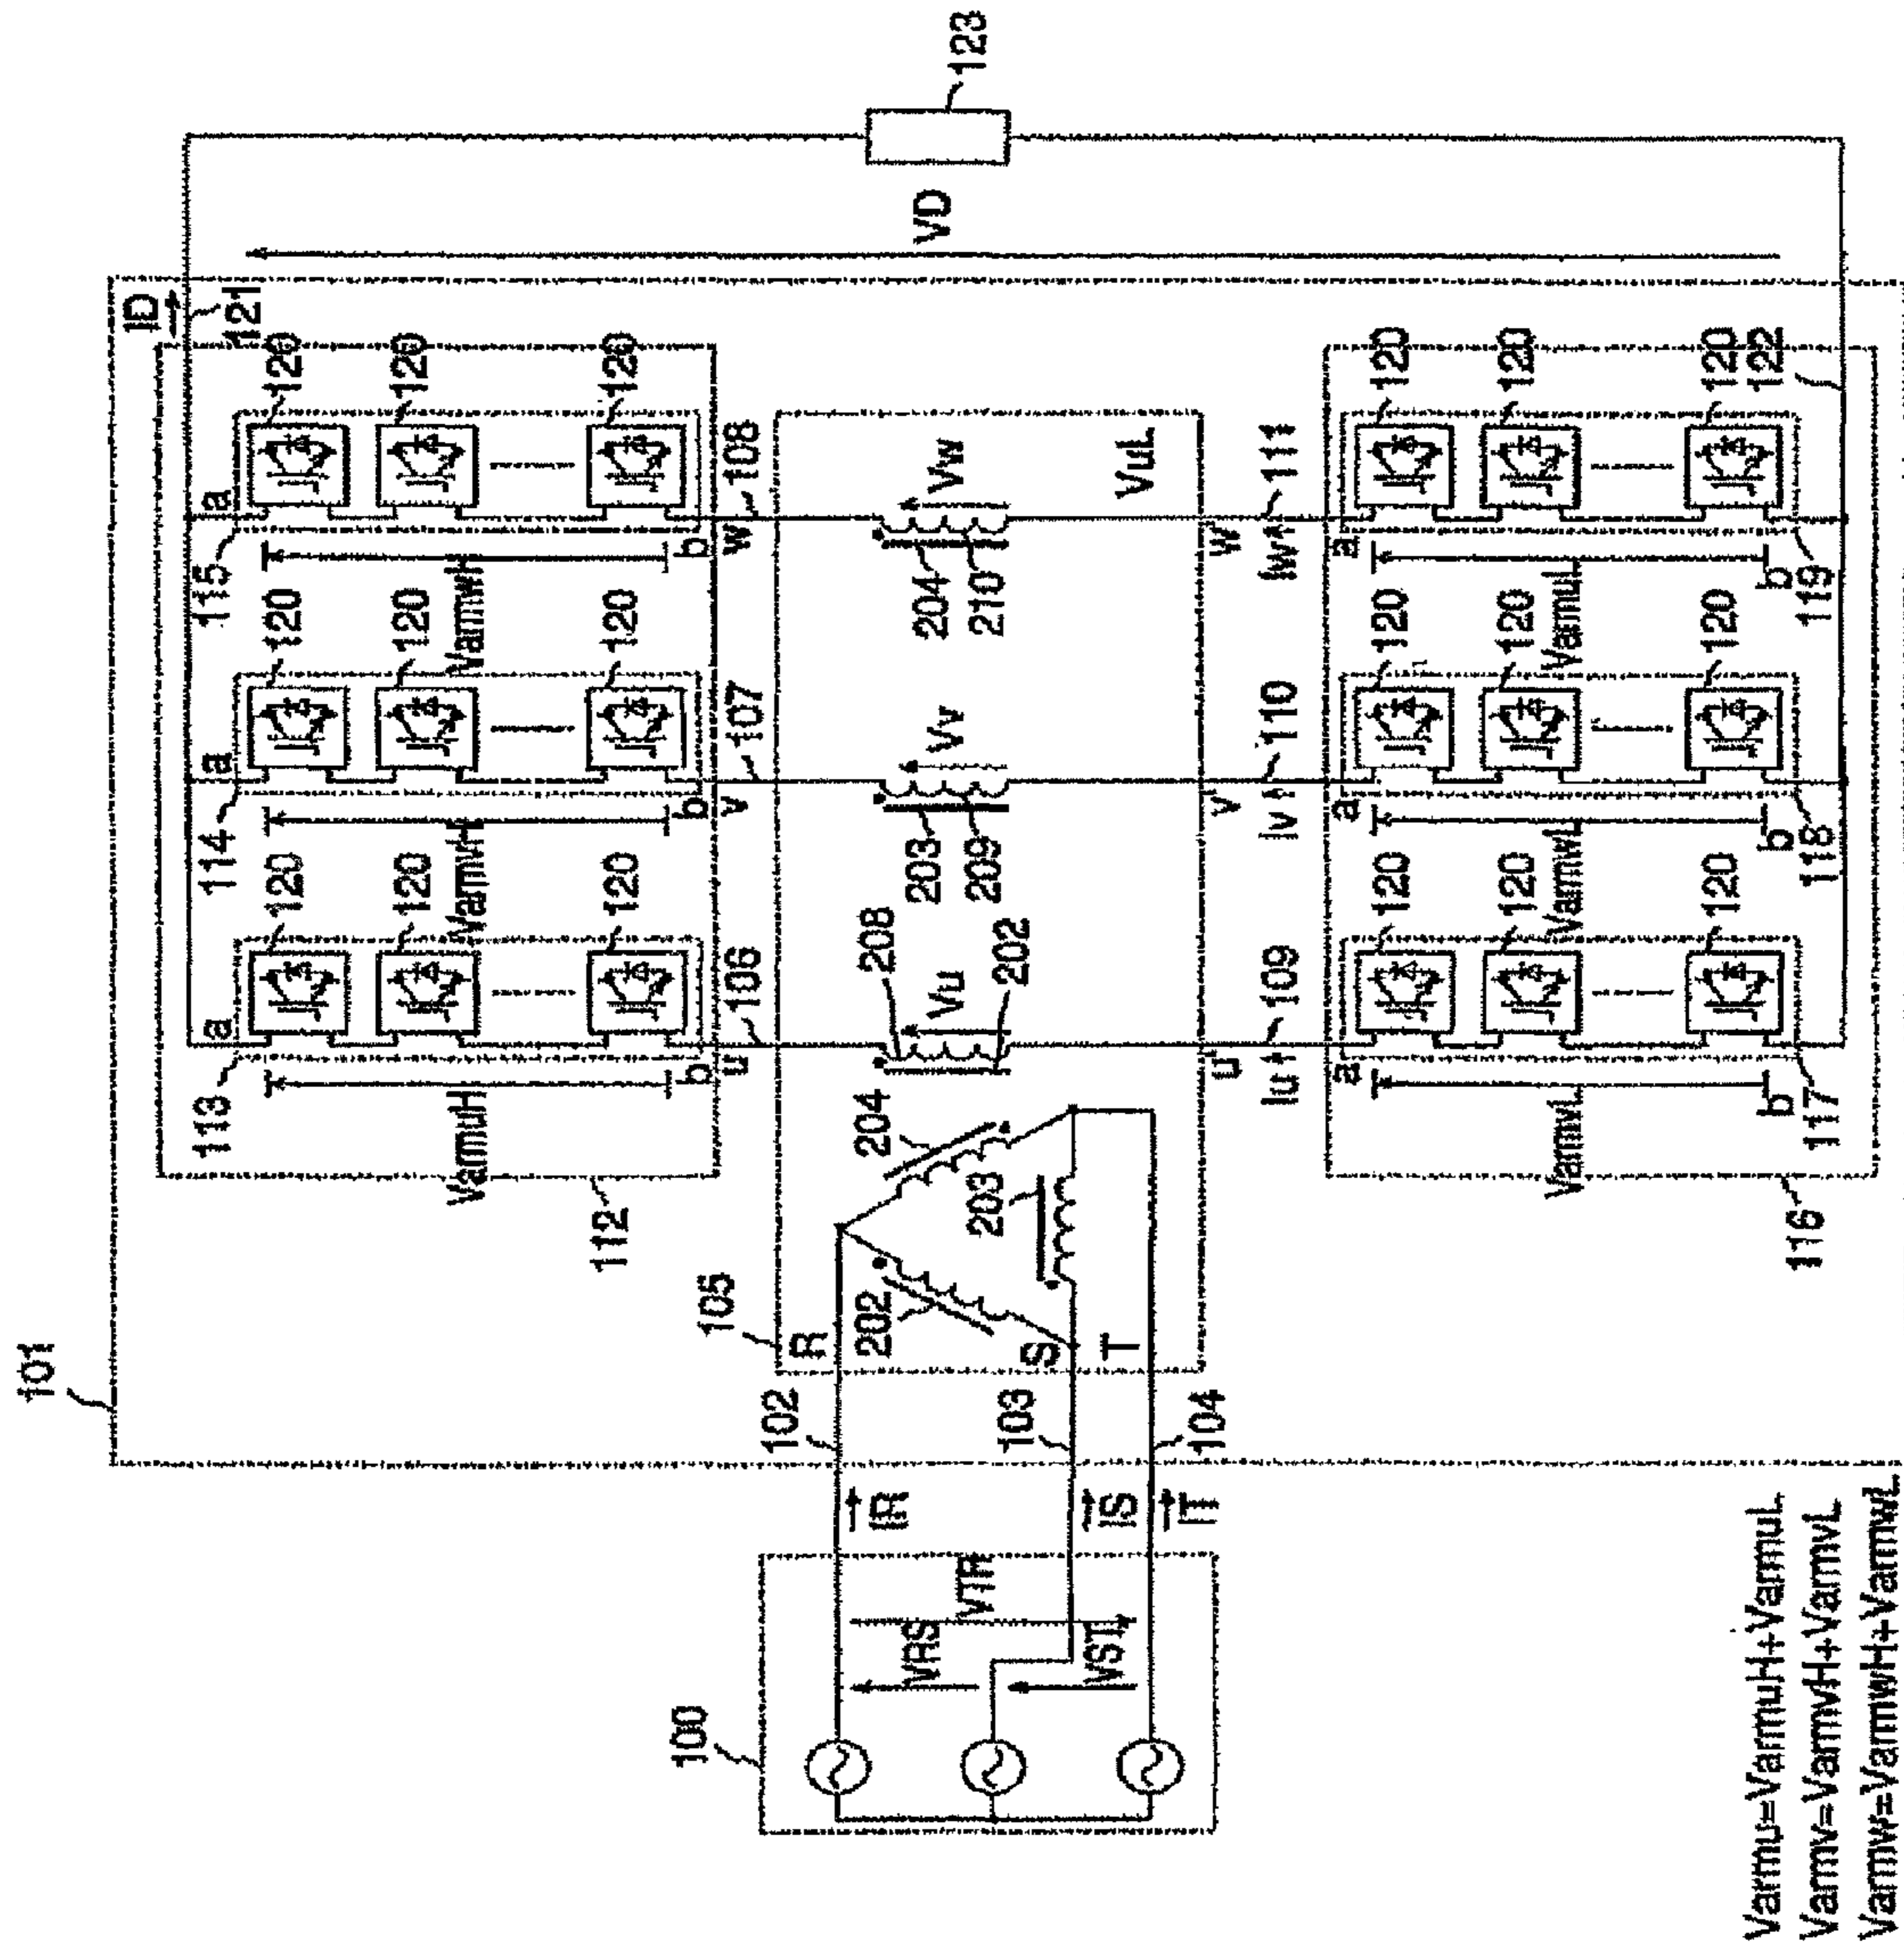 101
ID
121
115
120
120
120
a
b
w
108
VarmwH
114
120
120
120
a
b
v
107
VarmvH
113
120
120
120
a
b
u
106
VarmuH
112
123
VD
105
R
S
T
202
203
204
208
Vu
202
Vv
203
209
Vw
204
210
VuL
102
103
104
IR
IS
IT
100
VRS
VST
VTR
u
Iu
109
v
Iv
110
w
Iw
111
a
b
120
120
120
VarmvL
117
a
b
120
120
120
VarmwL
118
a
b
120
120
120
122
VarmuL
119
116
Varmu=VarmuH+VarmuL
Varmv=VarmvH+VarmvL
Varmw=VarmwH+VarmwL